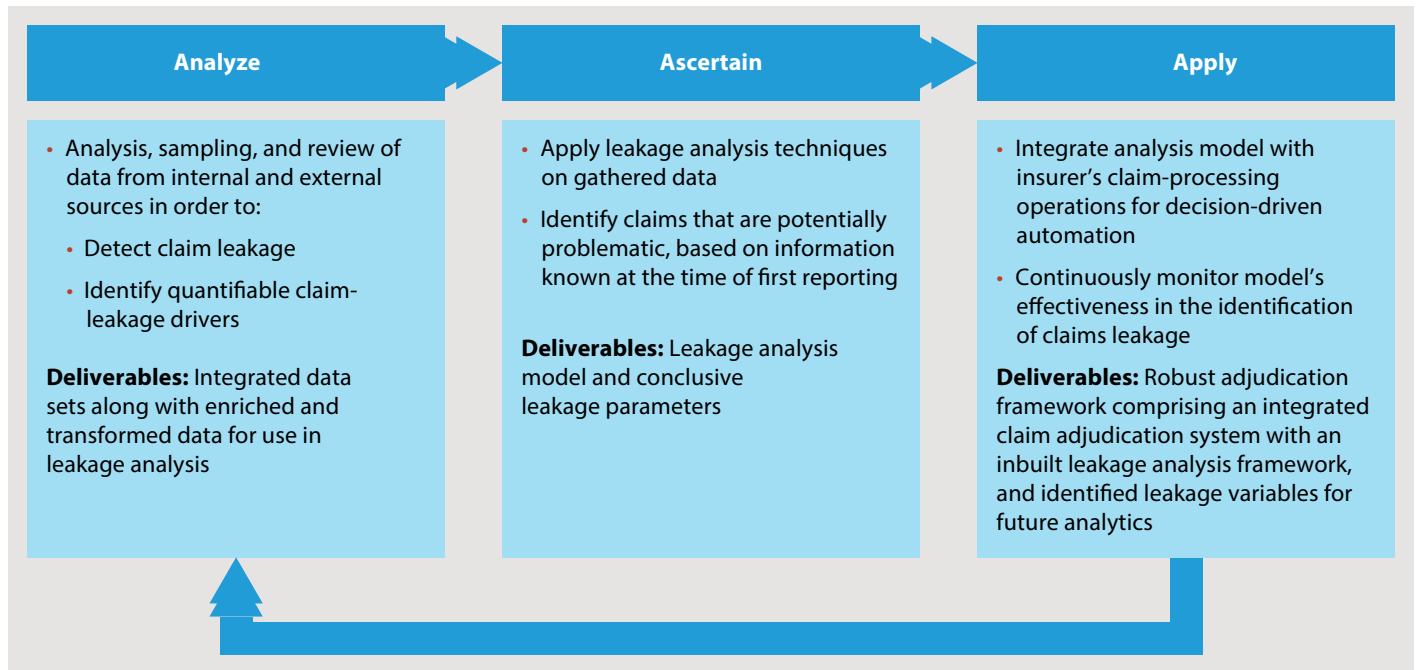 Analyze
• Analysis, sampling, and review of
data from internal and external
sources in order to:
• Detect claim leakage
• Identify quantifiable claim-
leakage drivers
Deliverables: Integrated data
sets along with enriched and
transformed data for use in
leakage analysis
Ascertain
• Apply leakage analysis techniques
on gathered data
• Identify claims that are potentially
problematic, based on information
known at the time of first reporting
Deliverables: Leakage analysis
model and conclusive
leakage parameters
Apply
• Integrate analysis model with
insurer’s claim-processing
operations for decision-driven
automation
• Continuously monitor model’s
effectiveness in the identification
of claims leakage
Deliverables: Robust adjudication
framework comprising an integrated
claim adjudication system with an
inbuilt leakage analysis framework,
and identified leakage variables for
future analytics